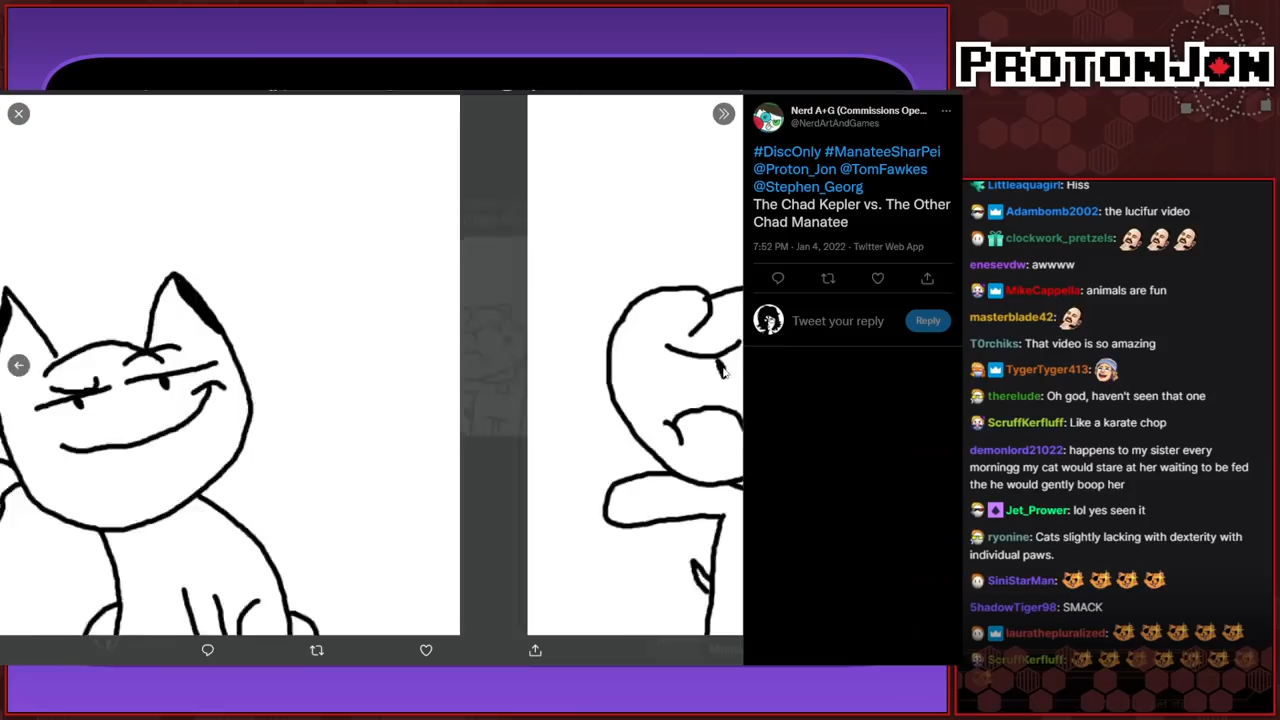 PROTONJON
Nerd A+G (Commissions Ope...
@NerdArtAndGames
#DiscOnly #ManateeSharPei
@Proton_Jon @TomFawkes
@Stephen_Georg
The Chad Kepler vs. The Other
Chad Manatee
7:52 PM · Jan 4, 2022 · Twitter Web App
Tweet your reply
Reply
Littleaquagirl: Hiss
Adambomb2002: the lucifur video
clockwork_pretzels:
enesevdw: awwww
MikeCappella: animals are fun
masterblade42:
T0rchiks: That video is so amazing
TygerTyger413:
therelude: Oh god, haven't seen that one
ScruffKerfluff: Like a karate chop
demonlord21022: happens to my sister every
morningg my cat would stare at her waiting to be fed
the he would gently boop her
Jet_Prower: lol yes seen it
ryonine: Cats slightly lacking with dexterity with
individual paws.
SiniStarMan:
5hadowTiger98: SMACK
laurathepluralized:
ScruffKerfluff: